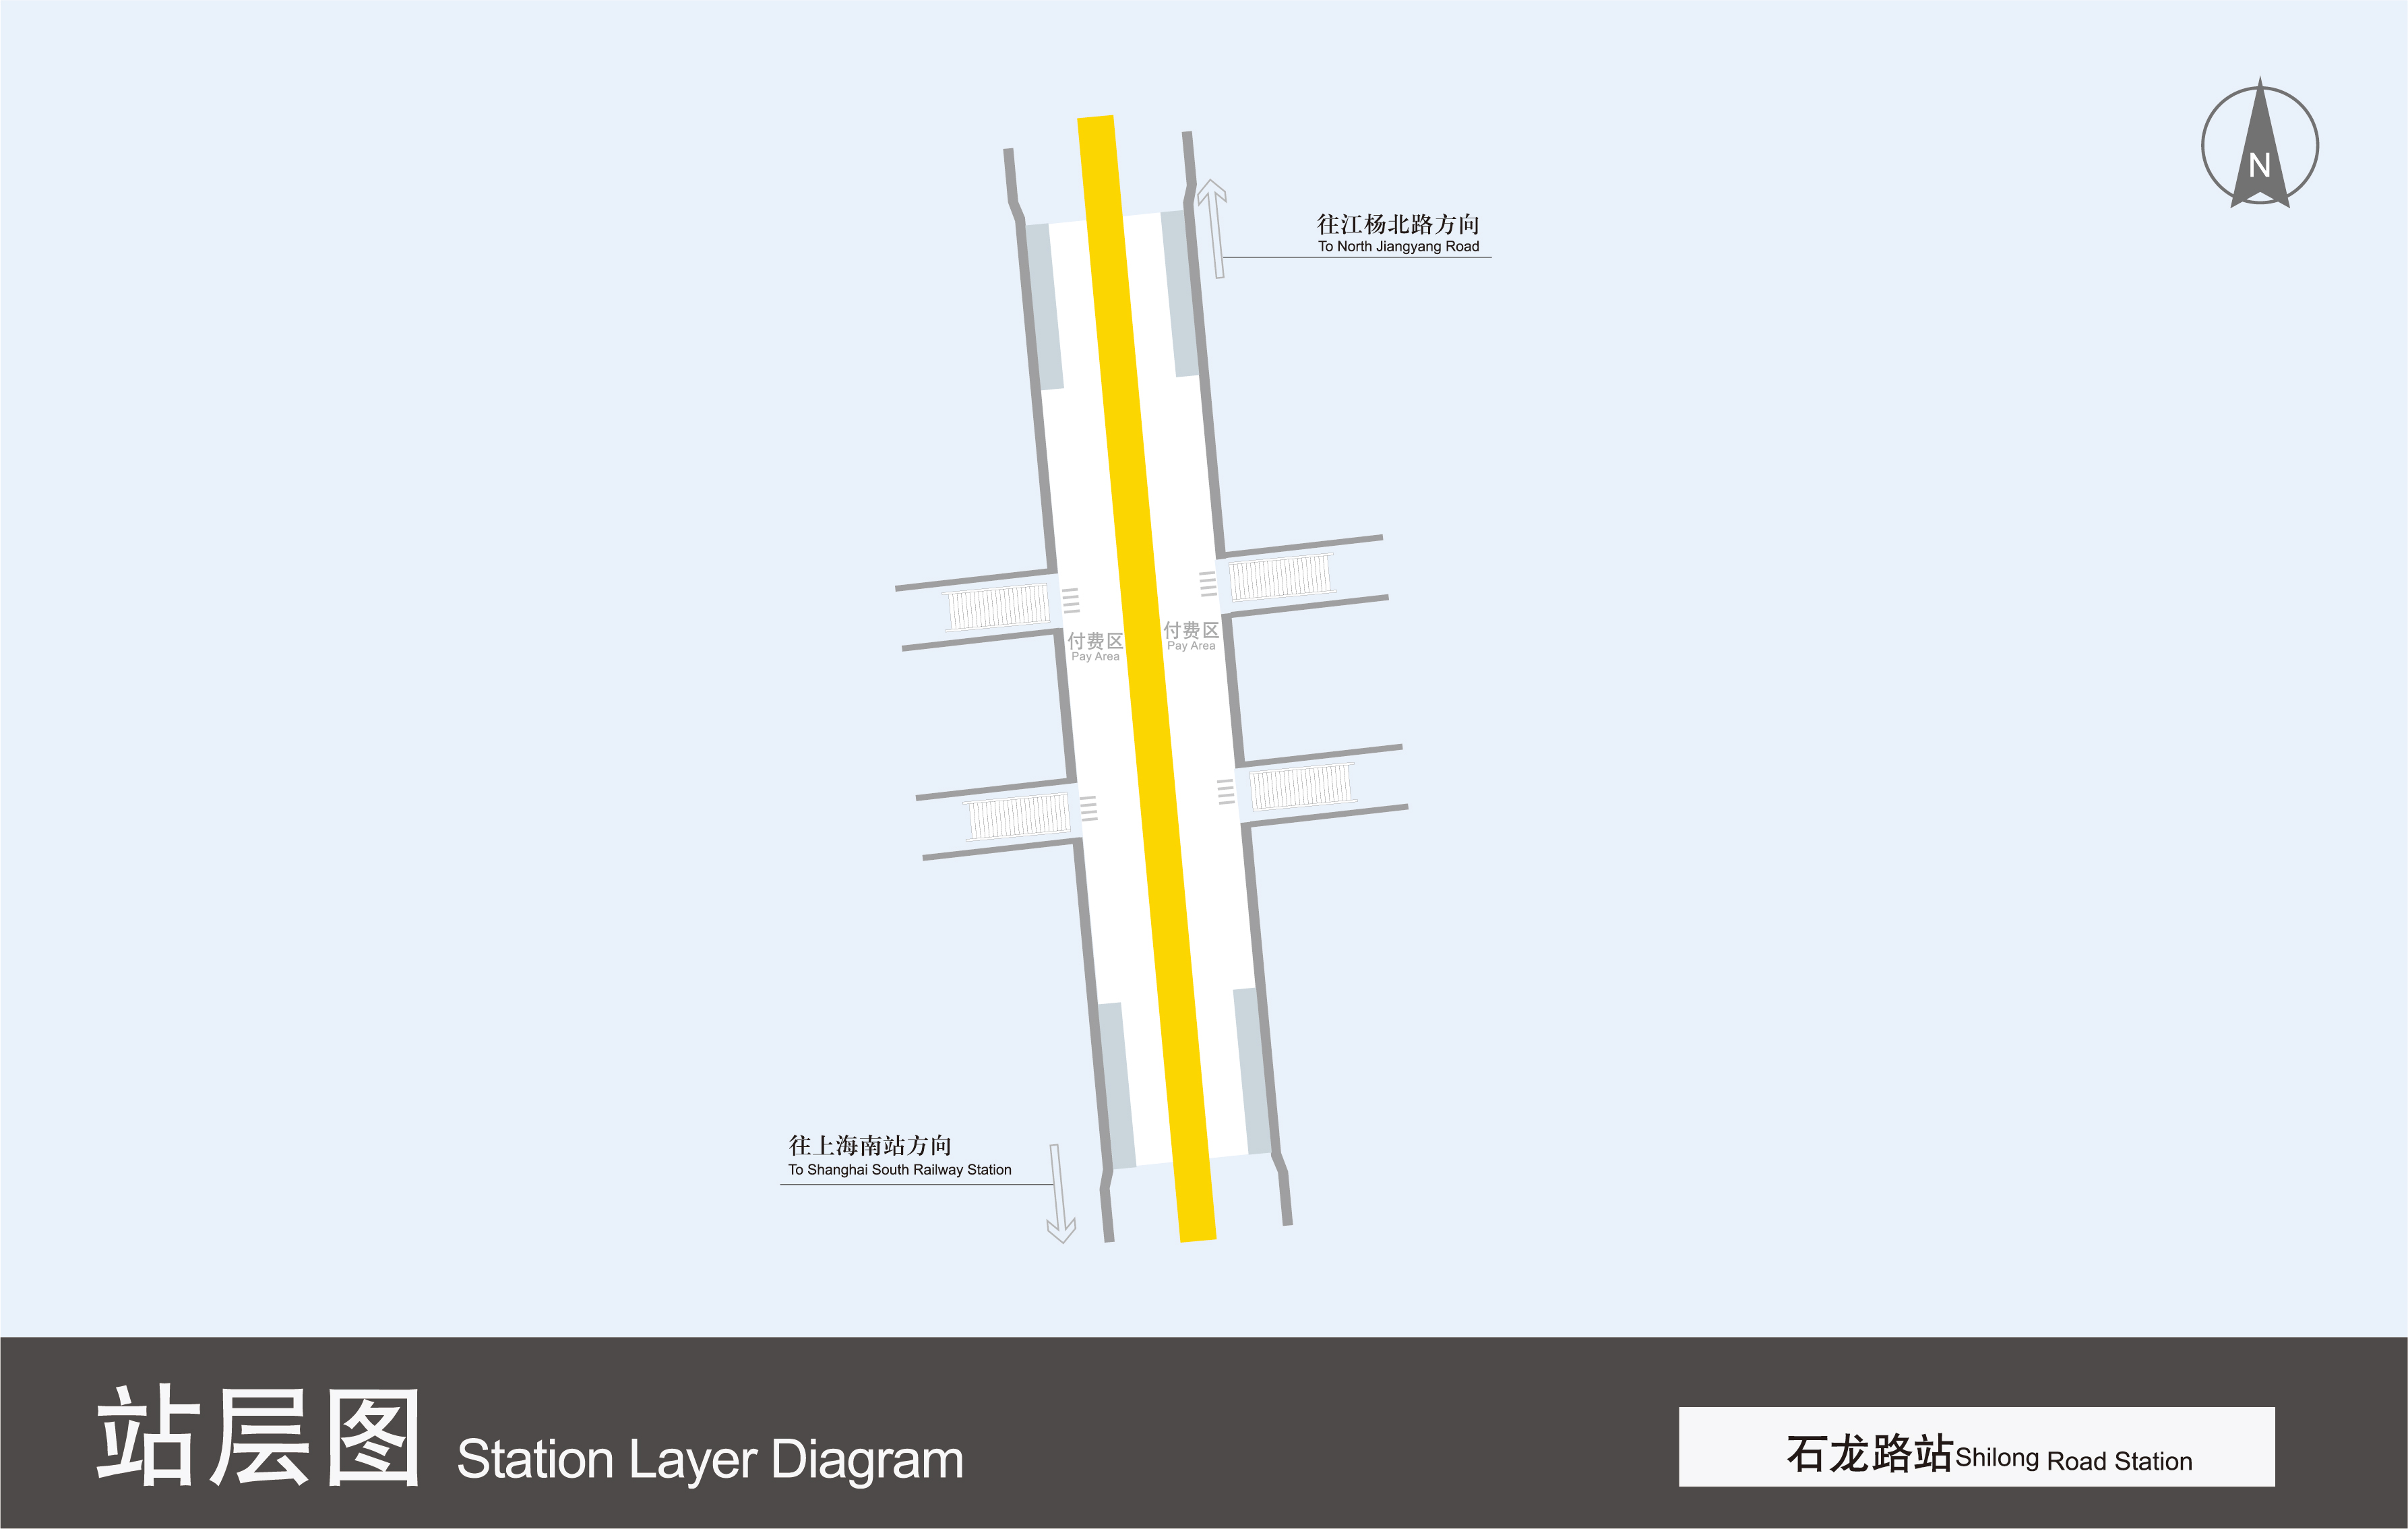 N
往江杨北路方向
To North Jiangyang Road
付费区
Pay Area
付费区
Pay Area
往上海南站方向
To Shanghai South Railway Station
站层图 Station Layer Diagram
石龙路站Shilong Road Station